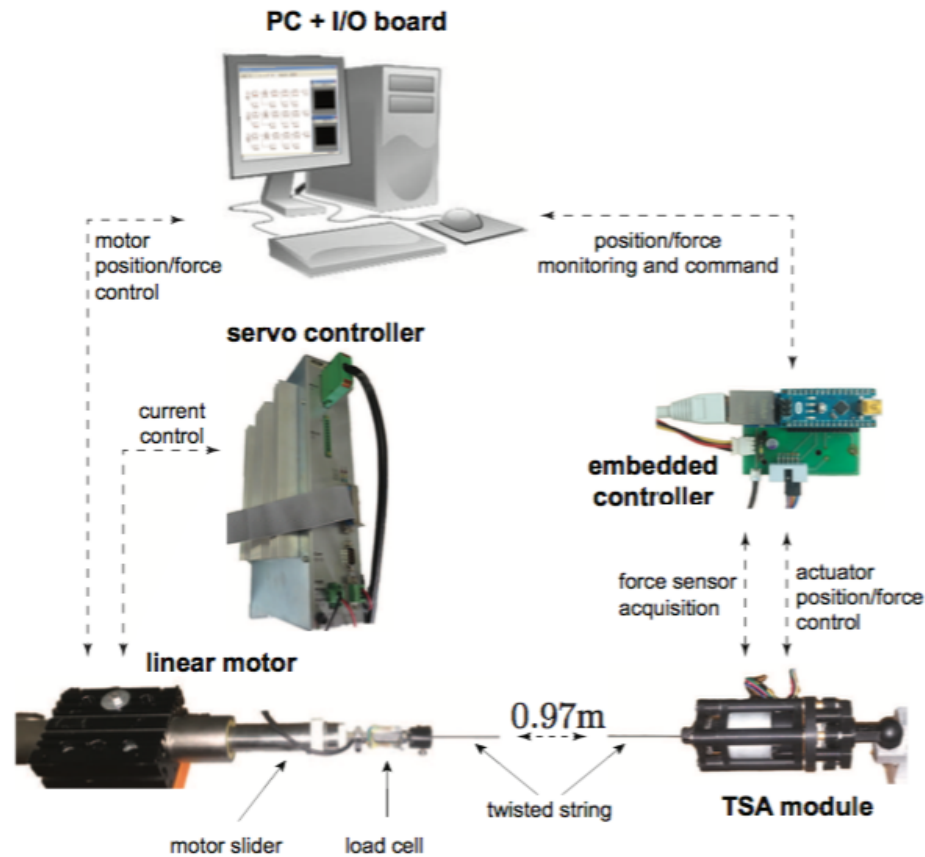 PC + I/O board
motor
position/force
control
position/force
monitoring and command
servo controller
current
control
embedded
controller
force sensor
acquisition
actuator
position/force
control
linear motor
0.97m
twisted string
TSA module
motor slider
load cell